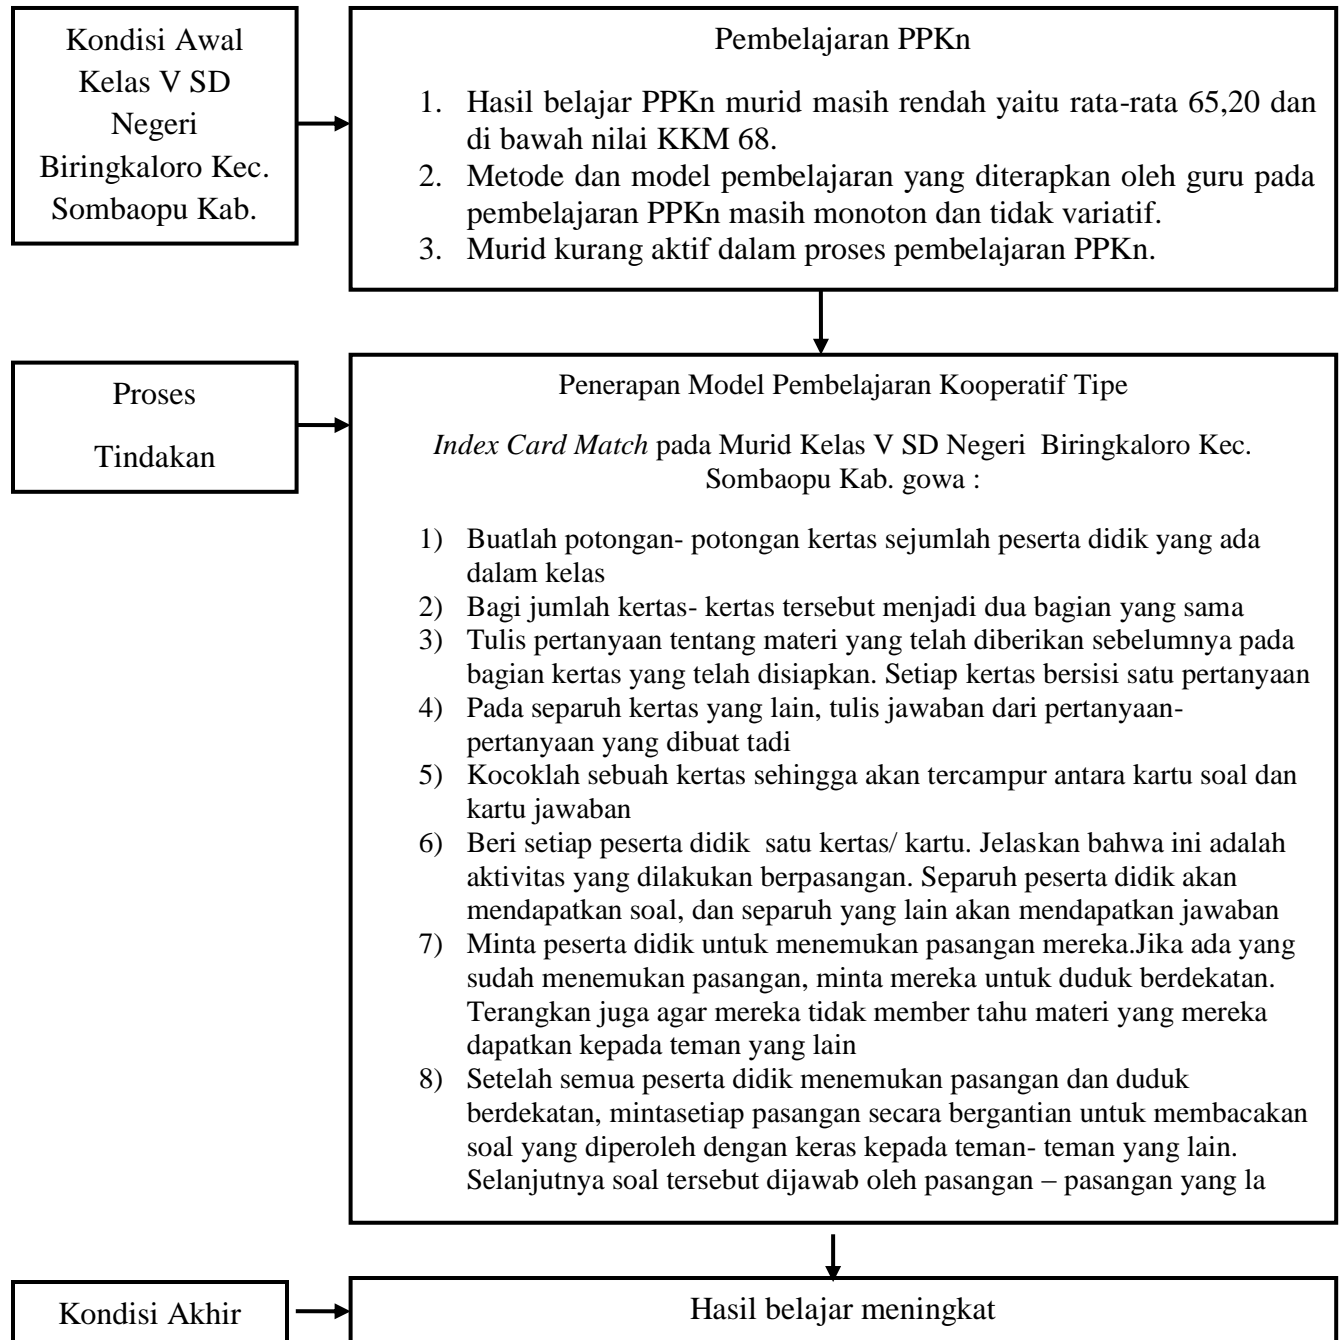 Kondisi Awal
Kelas V SD
Negeri
Biringkaloro Kec.
Sombaopu Kab.
Pembelajaran PPKn
1. Hasil belajar PPKn murid masih rendah yaitu rata-rata 65,20 dan
di bawah nilai KKM 68.
2. Metode dan model pembelajaran yang diterapkan oleh guru pada
pembelajaran PPKn masih monoton dan tidak variatif.
3. Murid kurang aktif dalam proses pembelajaran PPKn.
Proses
Tindakan
Penerapan Model Pembelajaran Kooperatif Tipe
Index Card Match pada Murid Kelas V SD Negeri  Biringkaloro Kec.
Sombaopu Kab. gowa :
1) Buatlah potongan- potongan kertas sejumlah peserta didik yang ada
dalam kelas
2) Bagi jumlah kertas- kertas tersebut menjadi dua bagian yang sama
3) Tulis pertanyaan tentang materi yang telah diberikan sebelumnya pada
bagian kertas yang telah disiapkan. Setiap kertas bersisi satu pertanyaan
4) Pada separuh kertas yang lain, tulis jawaban dari pertanyaan-
pertanyaan yang dibuat tadi
5) Kocoklah sebuah kertas sehingga akan tercampur antara kartu soal dan
kartu jawaban
6) Beri setiap peserta didik  satu kertas/ kartu. Jelaskan bahwa ini adalah
aktivitas yang dilakukan berpasangan. Separuh peserta didik akan
mendapatkan soal, dan separuh yang lain akan mendapatkan jawaban
7) Minta peserta didik untuk menemukan pasangan mereka.Jika ada yang
sudah menemukan pasangan, minta mereka untuk duduk berdekatan.
Terangkan juga agar mereka tidak member tahu materi yang mereka
dapatkan kepada teman yang lain
8) Setelah semua peserta didik menemukan pasangan dan duduk
berdekatan, mintasetiap pasangan secara bergantian untuk membacakan
soal yang diperoleh dengan keras kepada teman- teman yang lain.
Selanjutnya soal tersebut dijawab oleh pasangan – pasangan yang la
Kondisi Akhir
Hasil belajar meningkat